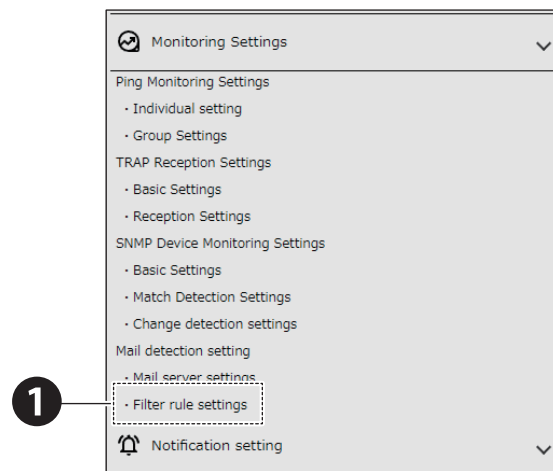 Monitoring Settings
Ping Monitoring Settings
・Individual setting
・Group Settings
TRAP Reception Settings
・Basic Settings
・Reception Settings
SNMP Device Monitoring Settings
・Basic Settings
・Match Detection Settings
・Change detection settings
Mail detection setting
・Mail server settings
1 ・Filter rule settings
Notification setting